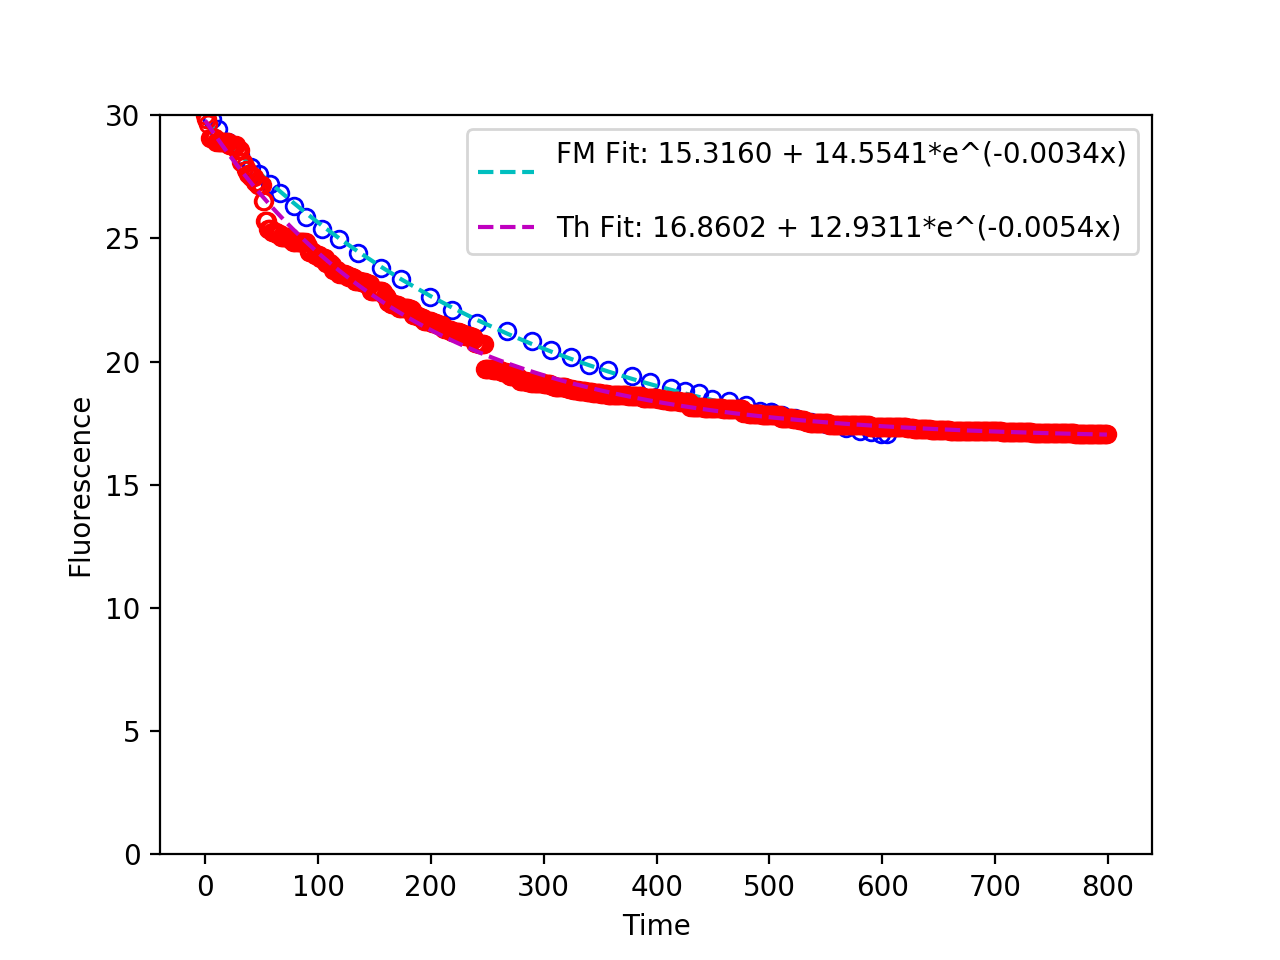 FM Fit: 15.3160 + 14.5541*e^(-0.0034x)
Th Fit: 16.8602 + 12.9311*e^(-0.0054x)
30
25
20
15
10
5
0
Fluorescence
0 100 200 300 400 500 600 700 800
Time